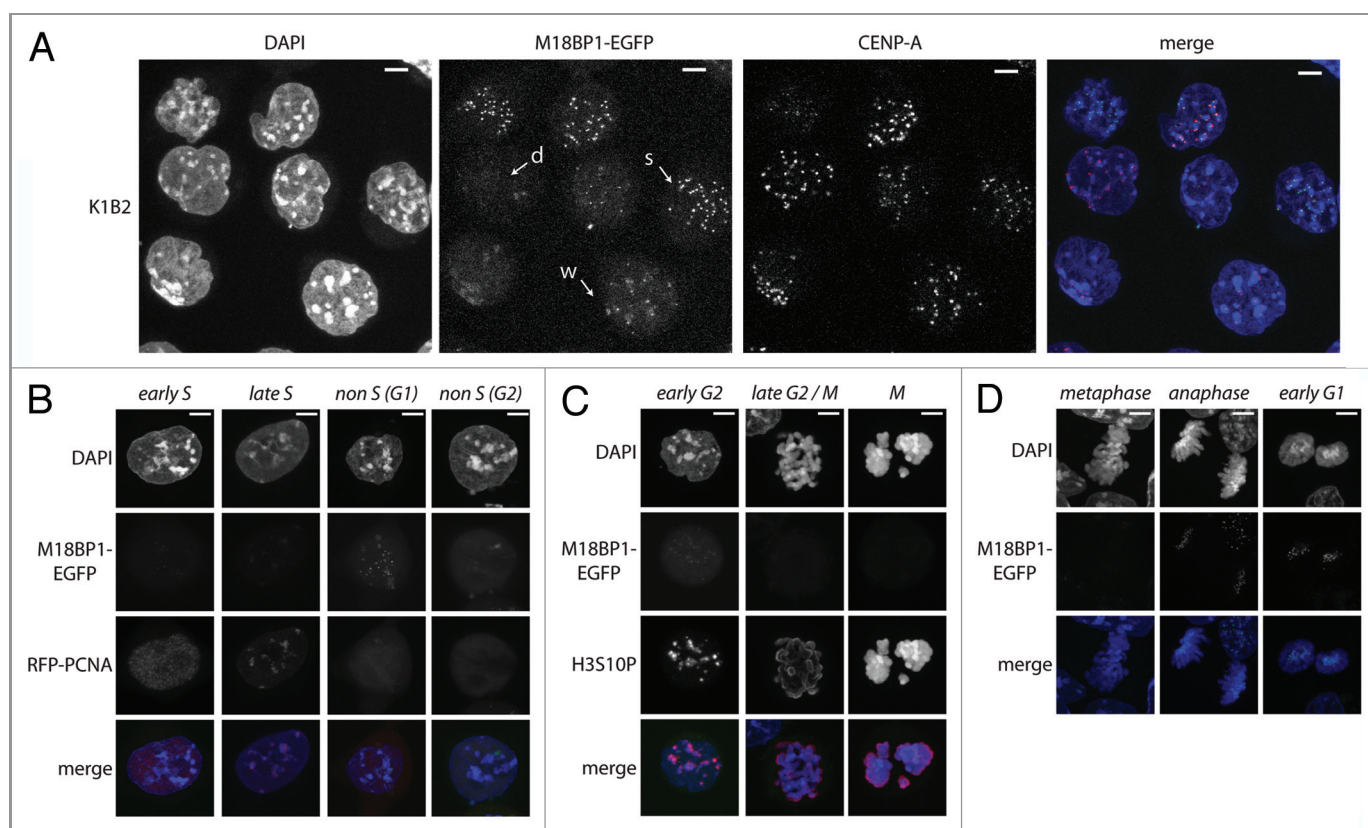 A
DAPI
M18BP1-EGFP
CENP-A
merge
K1B2
d
s
w
B
early S
late S
non S (G1)
non S (G2)
DAPI
M18BP1-
EGFP
RFP-PCNA
merge
C
early G2
late G2 / M
M
DAPI
M18BP1-
EGFP
H3S10P
merge
D
metaphase
anaphase
early G1
DAPI
M18BP1-
EGFP
merge